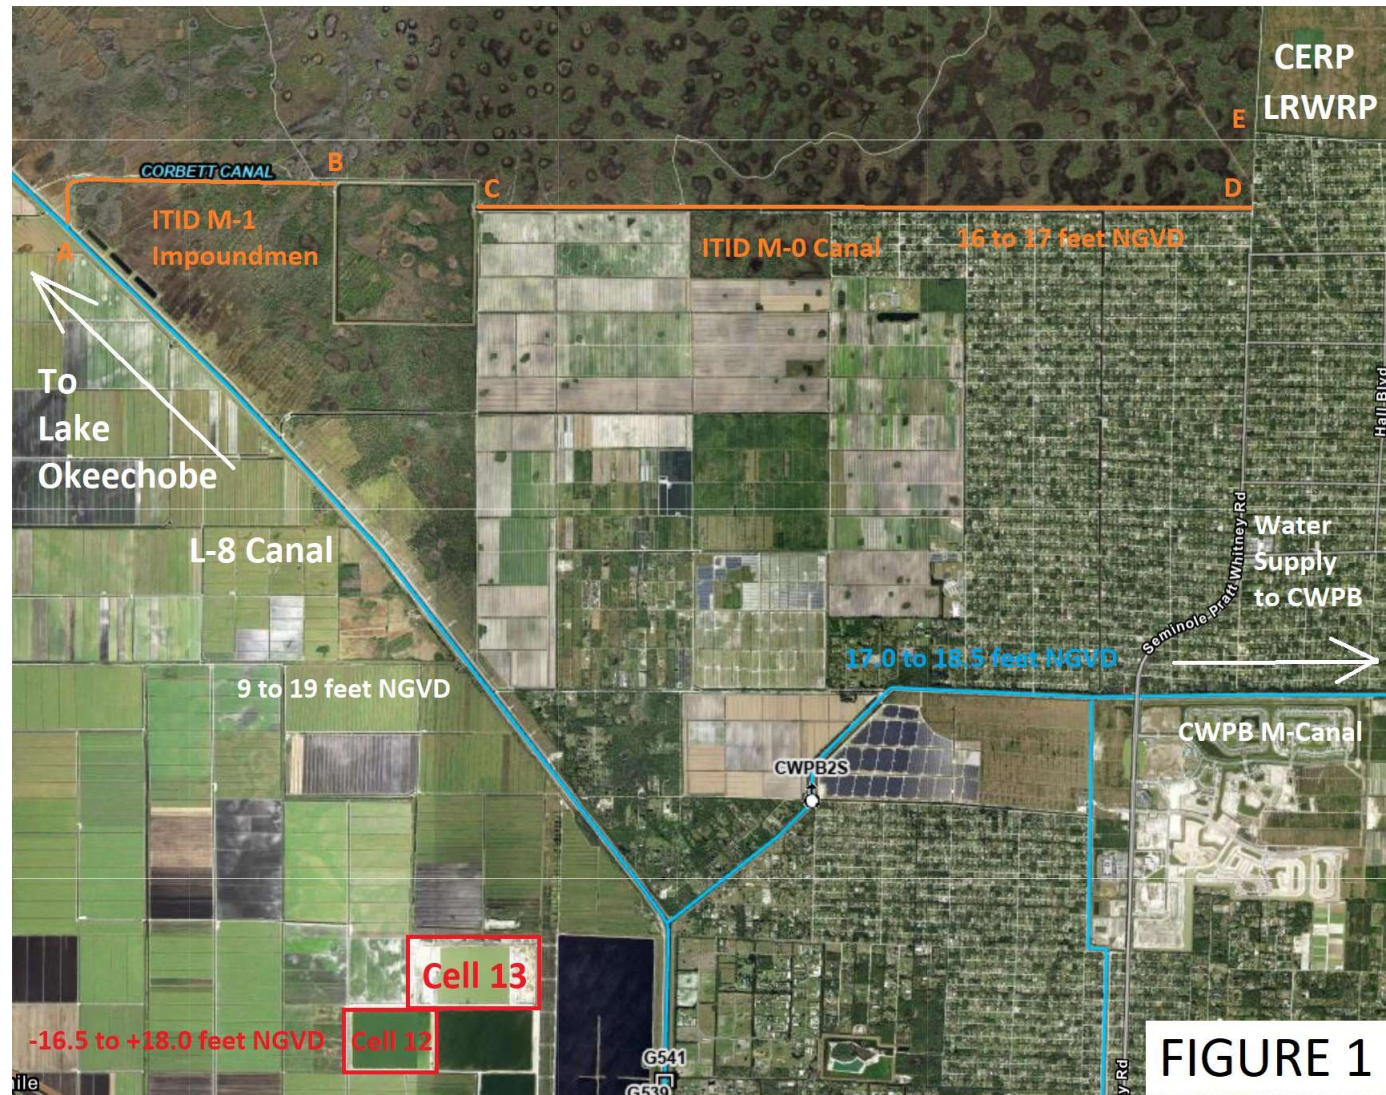 CERP
LRWRP
E
CORBETT CANAL
B
C
D
ITID M-1
Impoundmen
ITID M-0 Canal
16 to 17 feet NGVD
A
To
Lake
Okeechobe
Hall Blvd
L-8 Canal
Water
Supply
to CWPB
Seminole Pratt Whitney Rd
17.0 to 18.5 feet NGVD
9 to 19 feet NGVD
CWPB M-Canal
CWPB2S
Cell 13
-16.5 to +18.0 feet NGVD
Cell 12
G541
G539
y Rd
ile
FIGURE 1